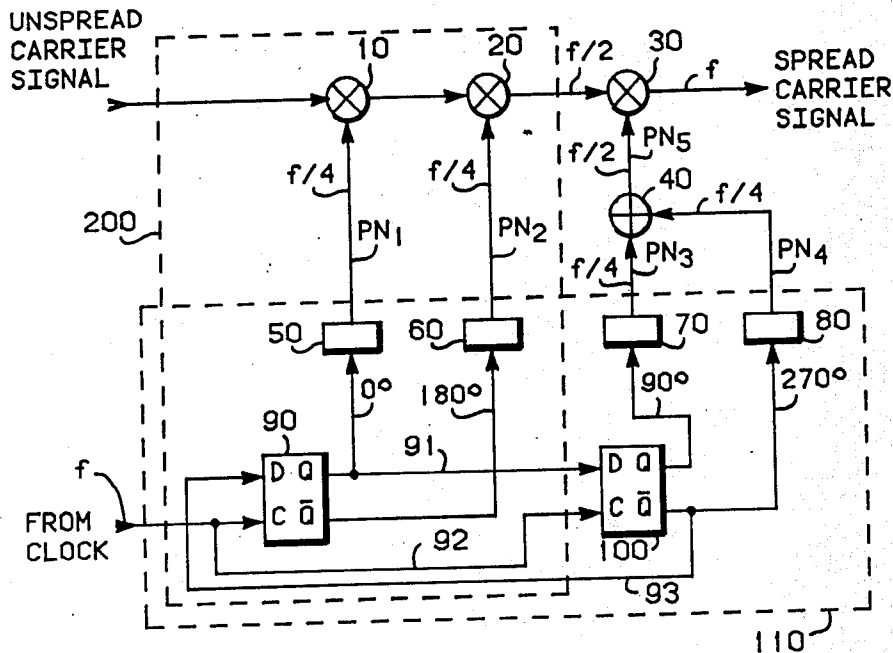 UNSPREAD
CARRIER
SIGNAL
10
20
f/2
30
f
SPREAD
CARRIER
SIGNAL
f/4
f/4
f/2
PN5
40
f/4
200
PN1
PN2
f/4
PN3
PN4
50
60
70
80
0°
180°
90°
270°
90
D Q
C Q̅
91
D Q
C Q̅
100
f
FROM
CLOCK
92
93
110